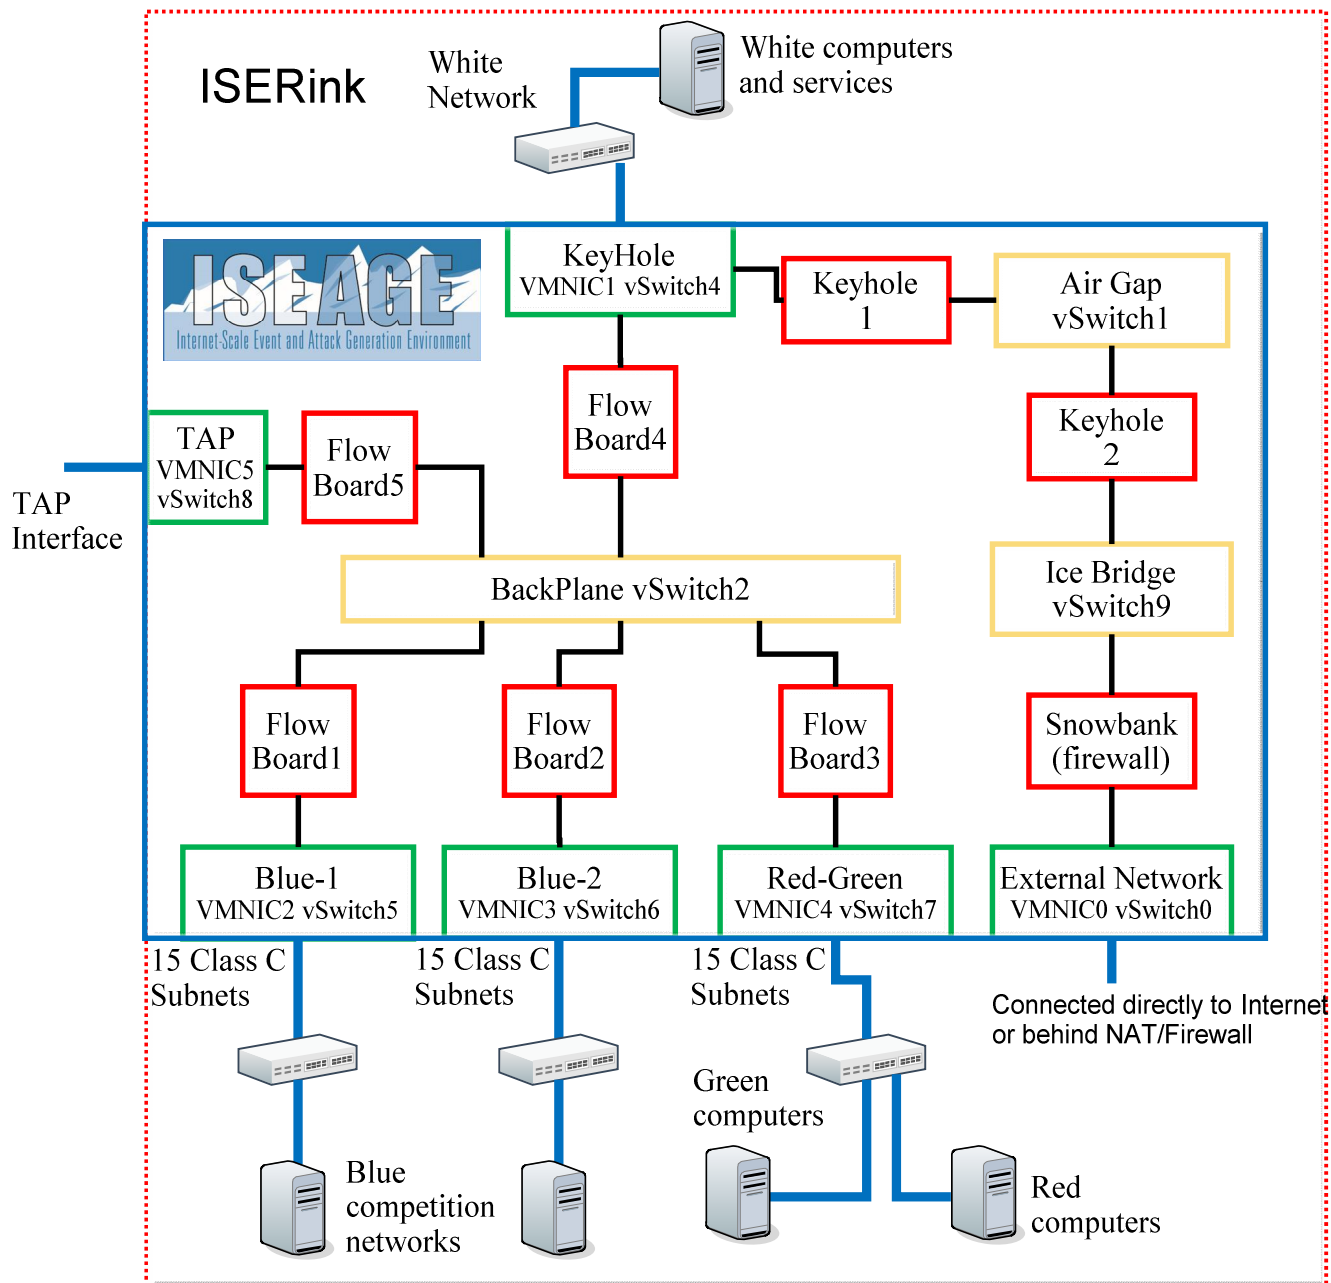 ISERink
White
Network
White computers
and services
ISEAGE
Internet-Scale Event and Attack Generation Environment
KeyHole
VMNIC1 vSwitch4
Keyhole
1
Air Gap
vSwitch1
Flow
Board4
Keyhole
2
TAP
VMNIC5
vSwitch8
Flow
Board5
TAP
Interface
BackPlane vSwitch2
Ice Bridge
vSwitch9
Flow
Board1
Flow
Board2
Flow
Board3
Snowbank
(firewall)
Blue-1
VMNIC2 vSwitch5
Blue-2
VMNIC3 vSwitch6
Red-Green
VMNIC4 vSwitch7
External Network
VMNIC0 vSwitch0
15 Class C
Subnets
15 Class C
Subnets
15 Class C
Subnets
Connected directly to Internet
or behind NAT/Firewall
Green
computers
Blue
competition
networks
Red
computers